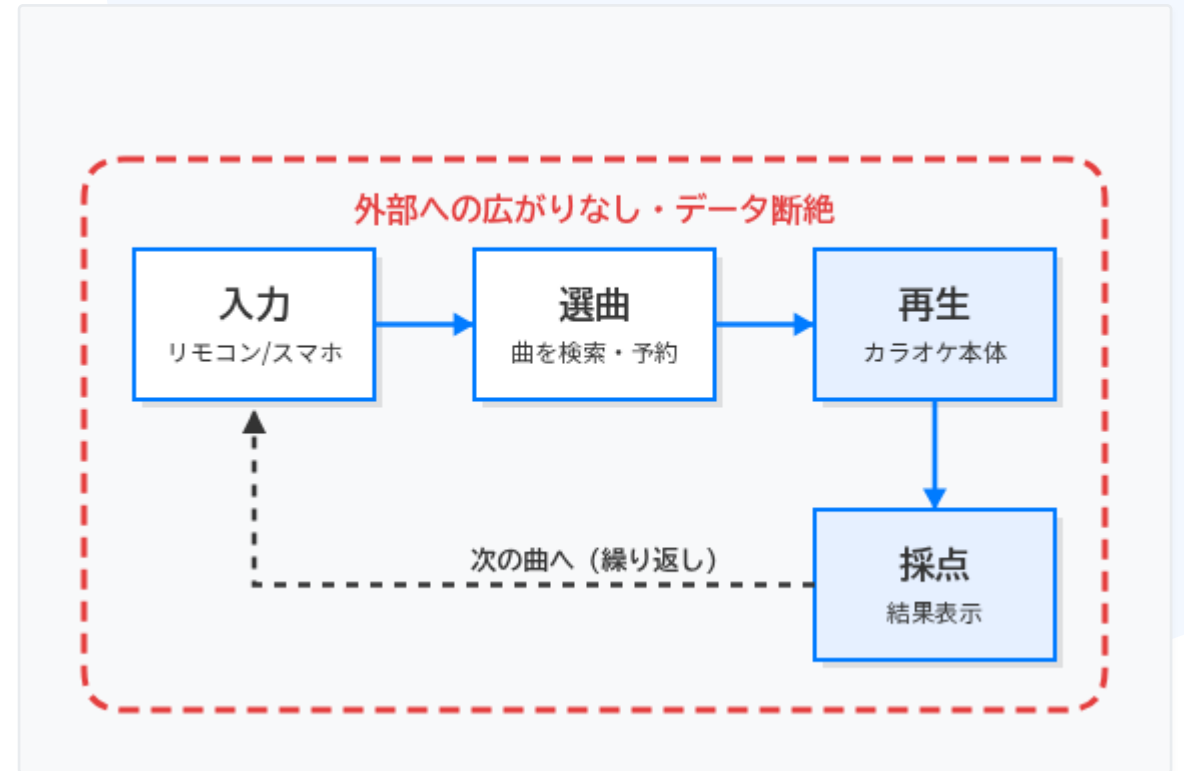 外部への広がりなし・データ断絶
入力
リモコン/スマホ
選曲
曲を検索・予約
再生
カラオケ本体
採点
結果表示
次の曲へ（繰り返し）